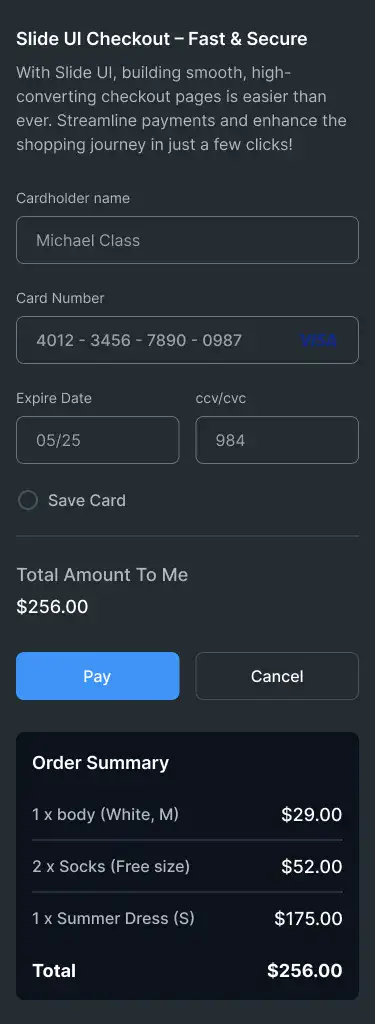 Slide UI Checkout – Fast & Secure
With Slide UI, building smooth, high-
converting checkout pages is easier than
ever. Streamline payments and enhance the
shopping journey in just a few clicks!
Cardholder name
Michael Class
Card Number
4012 - 3456 - 7890 - 0987 VISA
Expire Date ccv/cvc
05/25 984
Save Card
Total Amount To Me
$256.00
Pay Cancel
Order Summary
1 x body (White, M) $29.00
2 x Socks (Free size) $52.00
1 x Summer Dress (S) $175.00
Total $256.00